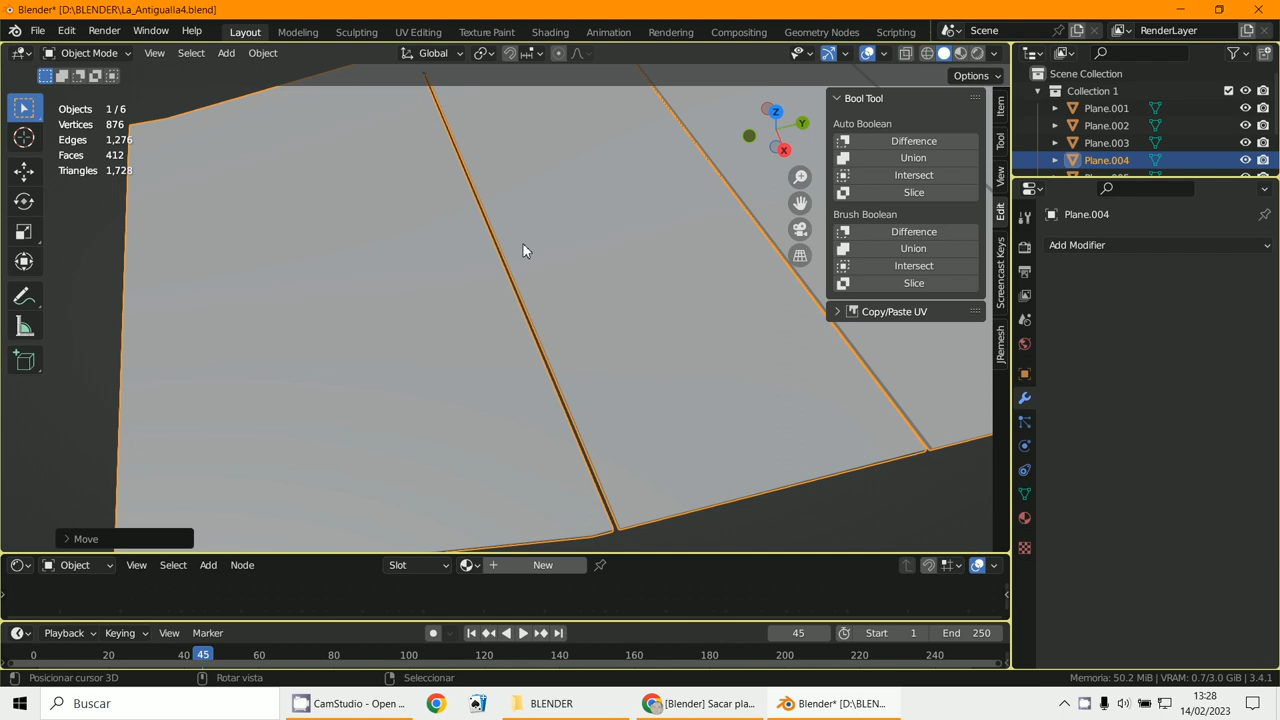 Blender* [D:\BLENDER\La_Antigualla4.blend]
File Edit Render Window Help Layout Modeling Sculpting UV Editing Texture Paint Shading Animation Rendering Compositing Geometry Nodes Scripting Scene RenderLayer
Object Mode View Select Add Object Global
Options
Objects 1 / 6
Vertices 876
Edges 1,276
Faces 412
Triangles 1,728
Z
Y
X
Bool Tool
Auto Boolean
Difference
Union
Intersect
Slice
Brush Boolean
Difference
Union
Intersect
Slice
Copy/Paste UV
Item
Tool
View
Edit
Screencast Keys
JRemesh
Scene Collection
Collection 1
Plane.001
Plane.002
Plane.003
Plane.004
Plane.004
Add Modifier
Move
Object View Select Add Node Slot New
Playback Keying View Marker 45 Start 1 End 250
0 20 40 45 60 80 100 120 140 160 180 200 220 240
Posicionar cursor 3D Rotar vista Seleccionar Memoria: 50.2 MiB | VRAM: 0.7/3.0 GiB | 3.4.1
Buscar CamStudio - Open ... BLENDER [Blender] Sacar pla... Blender* [D:\BLEN...
13:28
14/02/2023